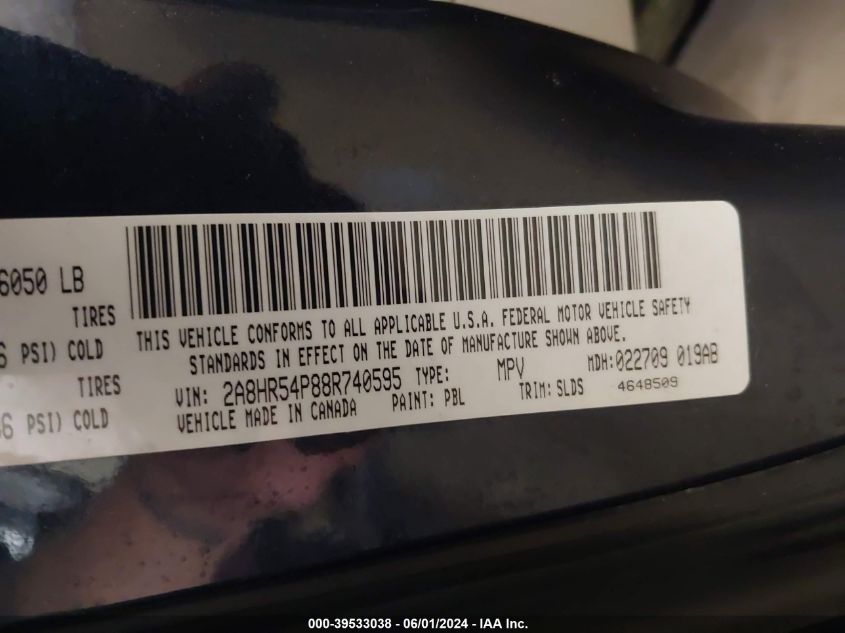 6050 LB
TIRES
6 PSI) COLD
TIRES
6 PSI) COLD
THIS VEHICLE CONFORMS TO ALL APPLICABLE U.S.A. FEDERAL MOTOR VEHICLE SAFETY
STANDARDS IN EFFECT ON THE DATE OF MANUFACTURE SHOWN ABOVE.
VIN: 2A8HR54P88R740595 TYPE: MPV MDH:022709 019AB
VEHICLE MADE IN CANADA PAINT: PBL TRIM: SLDS 4648509
000-39533038 - 06/01/2024 - IAA Inc.